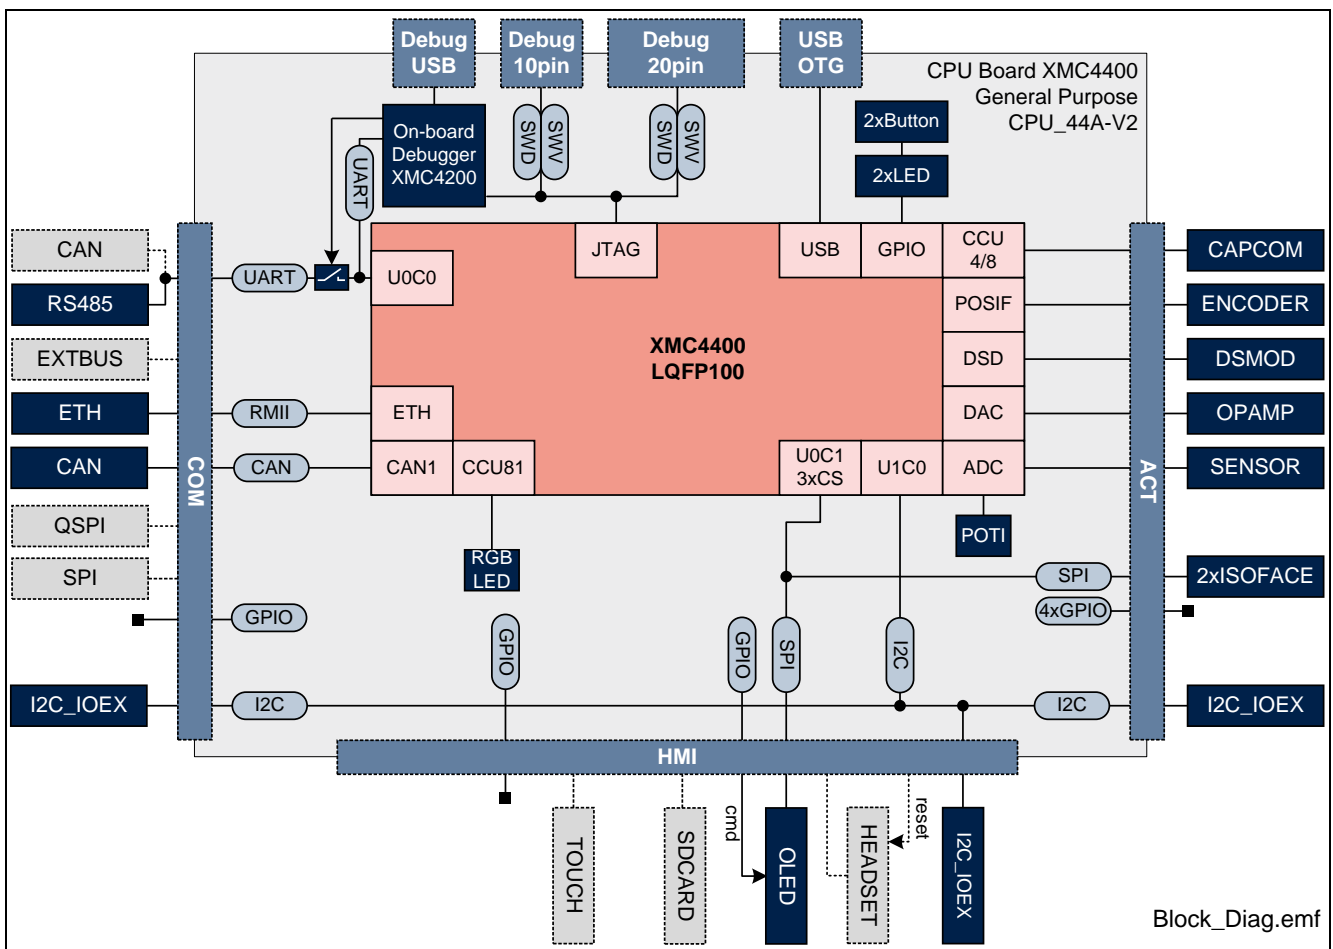 Debug
USB
Debug
10pin
Debug
20pin
USB
OTG
CPU Board XMC4400
General Purpose
CPU_44A-V2
On-board
Debugger
XMC4200
UART
SWD
SWV
SWD
SWV
2xButton
2xLED
CAN
RS485
EXTBUS
ETH
CAN
QSPI
SPI
I2C_IOEX
COM
UART
RMII
CAN
GPIO
I2C
U0C0
JTAG
USB
GPIO
CCU
4/8
POSIF
DSD
DAC
ADC
XMC4400
LQFP100
ETH
CAN1
CCU81
U0C1
3xCS
U1C0
RGB
LED
POTI
GPIO
GPIO
SPI
I2C
SPI
4xGPIO
I2C
ACT
CAPCOM
ENCODER
DSMOD
OPAMP
SENSOR
2xISOFACE
I2C_IOEX
HMI
TOUCH
SDCARD
cmd
OLED
HEADSET
reset
I2C_IOEX
Block_Diag.emf